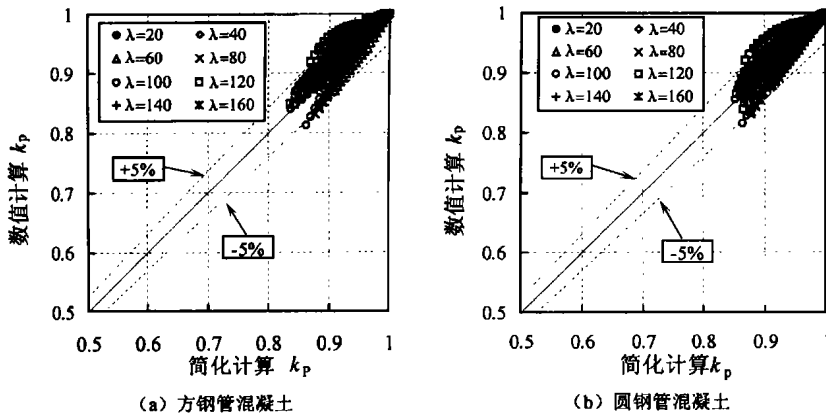 1
0.9
0.8
0.7
0.6
0.5
数值计算 kp
λ=20 λ=40
λ=60 λ=80
λ=100 λ=120
λ=140 λ=160
+5%
-5%
0.5 0.6 0.7 0.8 0.9 1
简化计算 kp
(a) 方钢管混凝土
1
0.9
0.8
0.7
0.6
0.5
数值计算 kp
λ=20 λ=40
λ=60 λ=80
λ=100 λ=120
λ=140 λ=160
+5%
-5%
0.5 0.6 0.7 0.8 0.9 1
简化计算kp
(b) 圆钢管混凝土